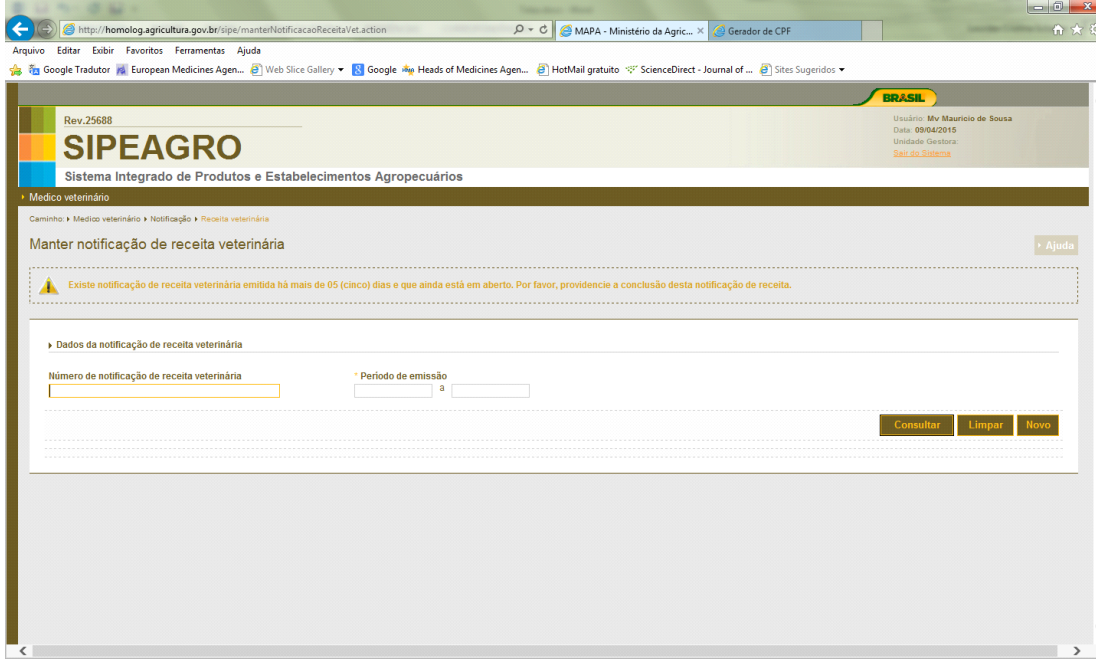 http://homolog.agricultura.gov.br/sipe/manterNotificacaoReceitaVet.action
MAPA - Ministério da Agric...
Gerador de CPF
Arquivo Editar Exibir Favoritos Ferramentas Ajuda
Google Tradutor European Medicines Agen... Web Slice Gallery Google Heads of Medicines Agen... HotMail gratuito ScienceDirect - Journal of ... Sites Sugeridos
BRASIL
Rev.25688
SIPEAGRO
Sistema Integrado de Produtos e Estabelecimentos Agropecuários
Usuário: Mv Mauricio de Sousa
Data: 09/04/2015
Unidade Gestora:
Sair do Sistema
Medico veterinário
Caminho: Medico veterinário Notificação Receita veterinária
Manter notificação de receita veterinária
Ajuda
Existe notificação de receita veterinária emitida há mais de 05 (cinco) dias e que ainda está em aberto. Por favor, providencie a conclusão desta notificação de receita.
Dados da notificação de receita veterinária
Número de notificação de receita veterinária
* Período de emissão
a
Consultar Limpar Novo